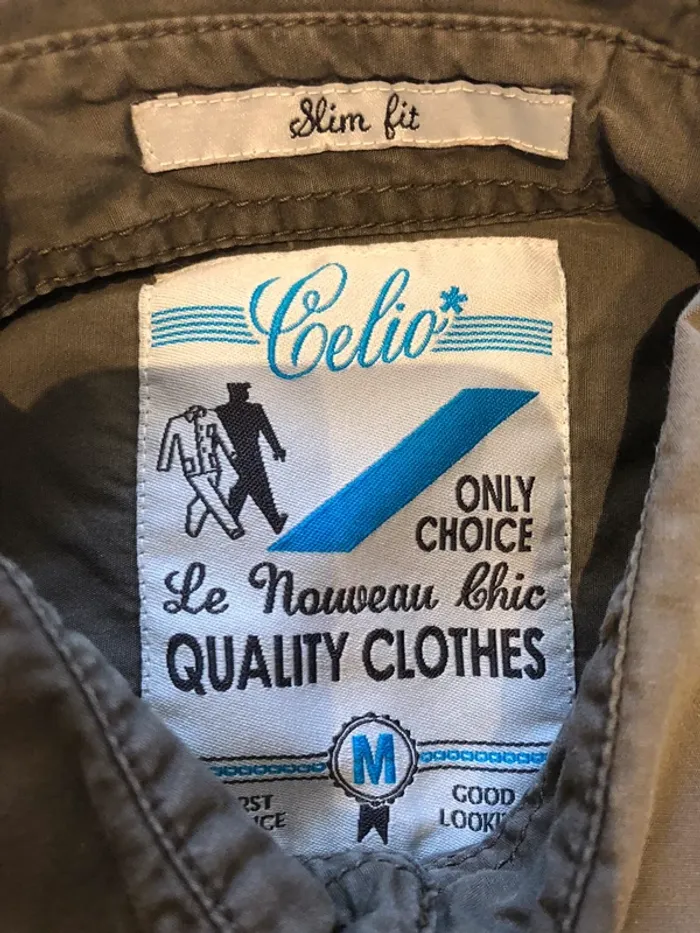 Slim fit
Celio*
ONLY
CHOICE
Le Nouveau Chic
QUALITY CLOTHES
M
GOOD